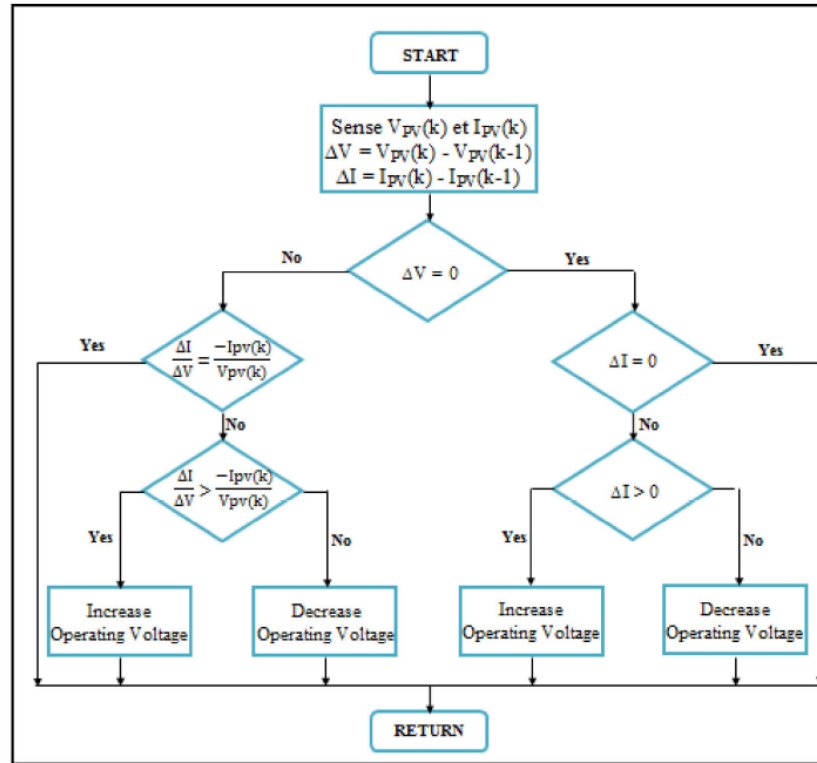 START
Sense VPV(k) et IPV(k)
ΔV = VPV(k) - VPV(k-1)
ΔI = IPV(k) - IPV(k-1)
ΔV = 0
No
Yes
ΔI/ΔV = −Ipv(k)/Vpv(k)
Yes
No
ΔI/ΔV > −Ipv(k)/Vpv(k)
Yes
No
Increase
Operating Voltage
Decrease
Operating Voltage
ΔI = 0
Yes
No
ΔI > 0
Yes
No
Increase
Operating Voltage
Decrease
Operating Voltage
RETURN